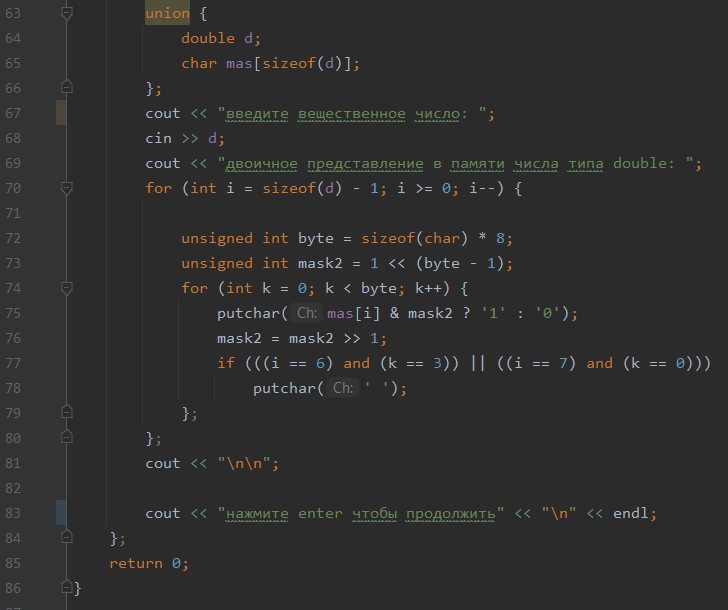 63 union {
64 double d;
65 char mas[sizeof(d)];
66 };
67 cout << "введите вещественное число: ";
68 cin >> d;
69 cout << "двоичное представление в памяти числа типа double: ";
70 for (int i = sizeof(d) - 1; i >= 0; i--) {
71
72 unsigned int byte = sizeof(char) * 8;
73 unsigned int mask2 = 1 << (byte - 1);
74 for (int k = 0; k < byte; k++) {
75 putchar( Ch: mas[i] & mask2 ? '1' : '0');
76 mask2 = mask2 >> 1;
77 if (((i == 6) and (k == 3)) || ((i == 7) and (k == 0)))
78 putchar( Ch: ' ');
79 };
80 };
81 cout << "\n\n";
82
83 cout << "нажмите enter чтобы продолжить" << "\n" << endl;
84 };
85 return 0;
86 }